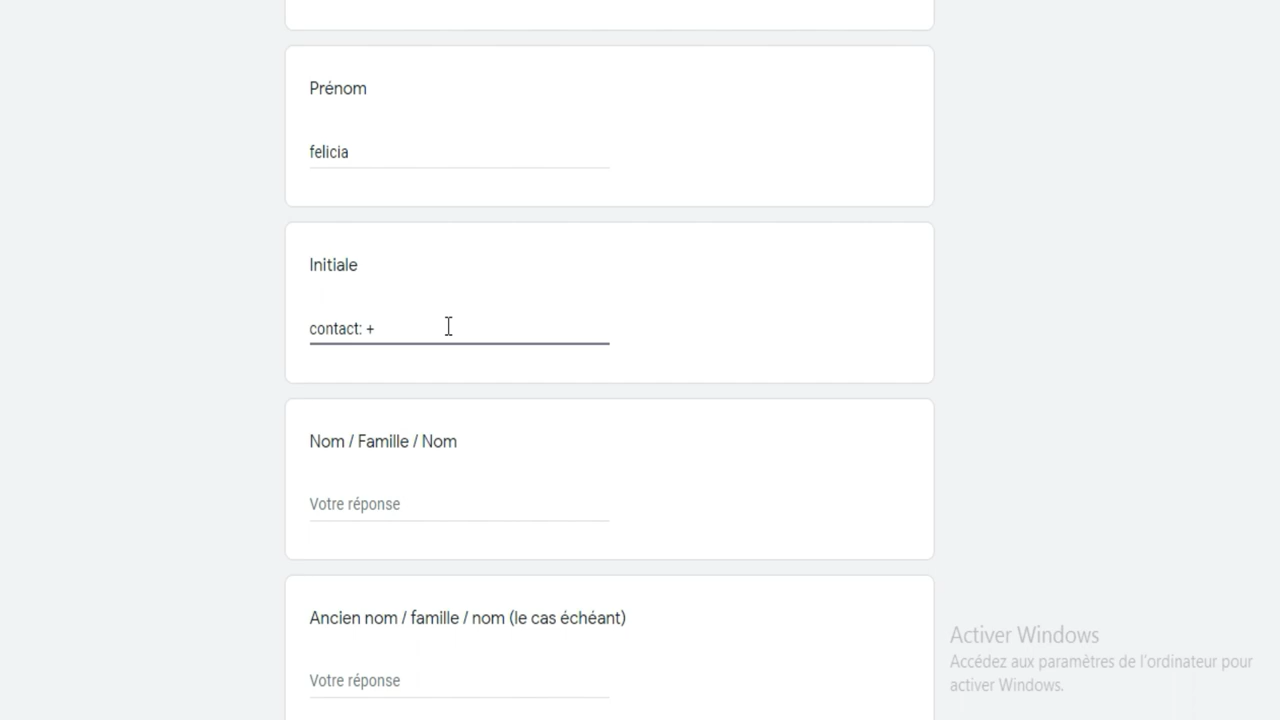 Prénom
felicia
Initiale
contact: +
Nom / Famille / Nom
Votre réponse
Ancien nom / famille / nom (le cas échéant)
Votre réponse
Activer Windows
Accédez aux paramètres de l'ordinateur pour
activer Windows.